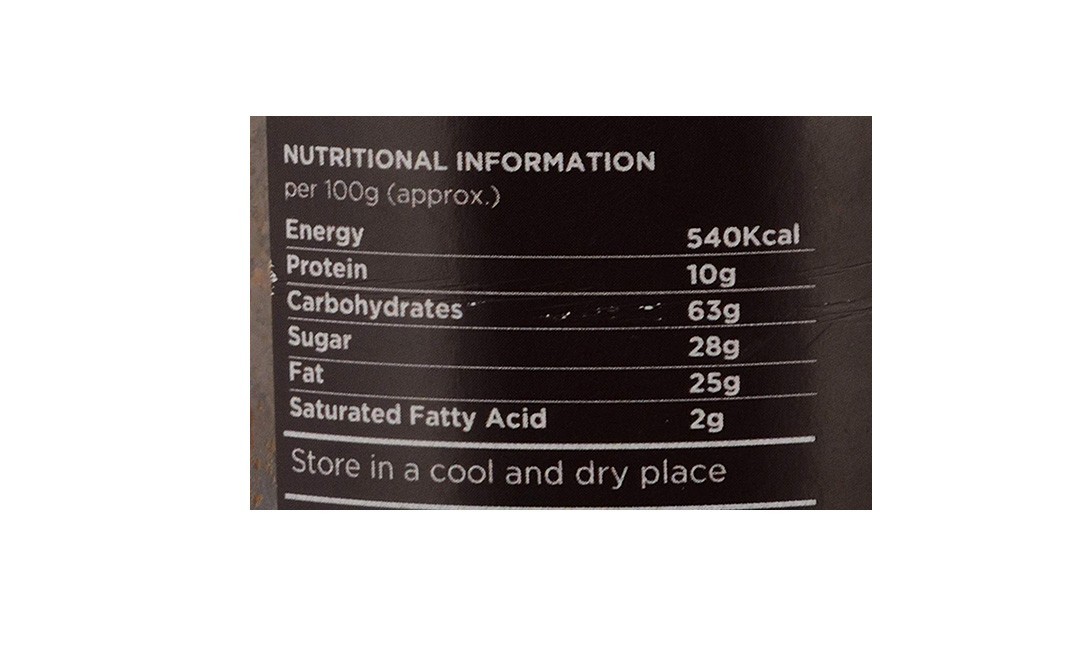 NUTRITIONAL INFORMATION
per 100g (approx.)
Energy 540Kcal
Protein 10g
Carbohydrates 63g
Sugar 28g
Fat 25g
Saturated Fatty Acid 2g
Store in a cool and dry place